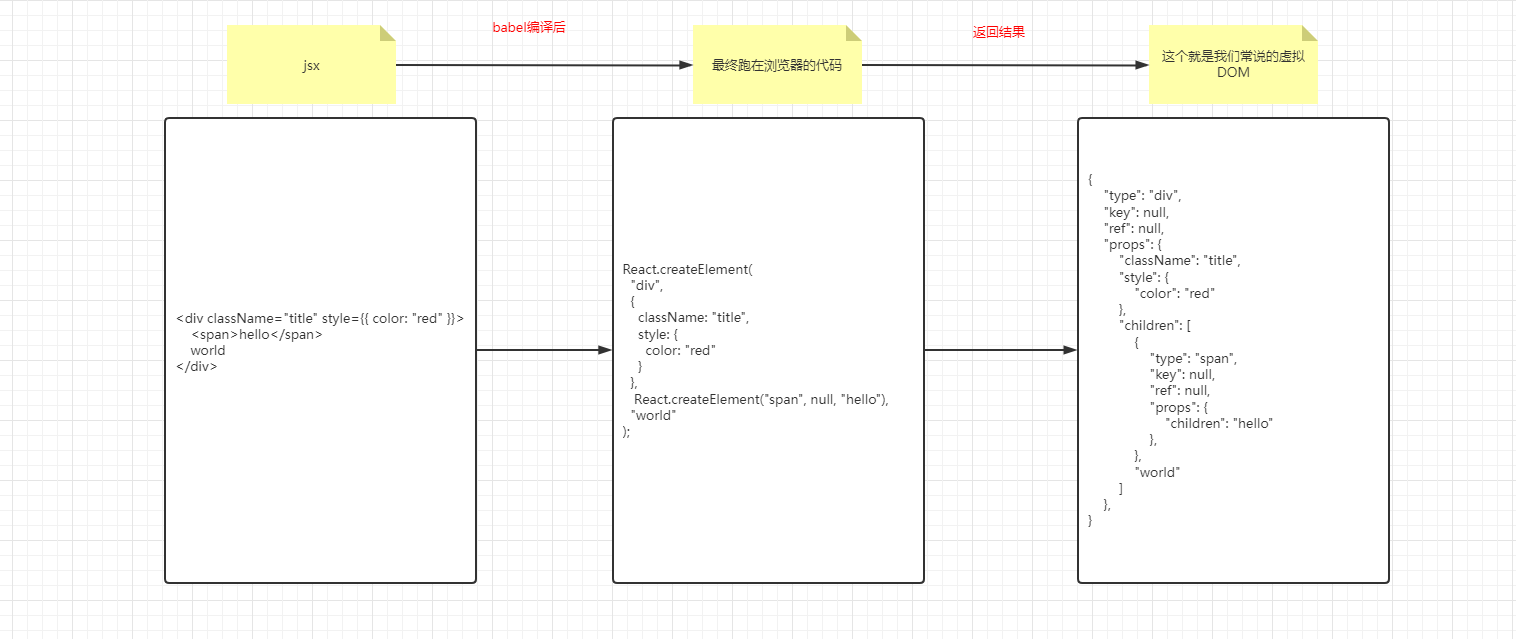 babel编译后
返回结果
jsx
最终跑在浏览器的代码
这个就是我们常说的虚拟
DOM
<div className="title" style={{ color: "red" }}>
    <span>hello</span>
    world
</div>
React.createElement(
  "div",
  {
    className: "title",
    style: {
      color: "red"
    }
  },
   React.createElement("span", null, "hello"),
  "world"
);
{
    "type": "div",
    "key": null,
    "ref": null,
    "props": {
        "className": "title",
        "style": {
            "color": "red"
        },
        "children": [
            {
                "type": "span",
                "key": null,
                "ref": null,
                "props": {
                    "children": "hello"
                },
            },
            "world"
        ]
    },
}